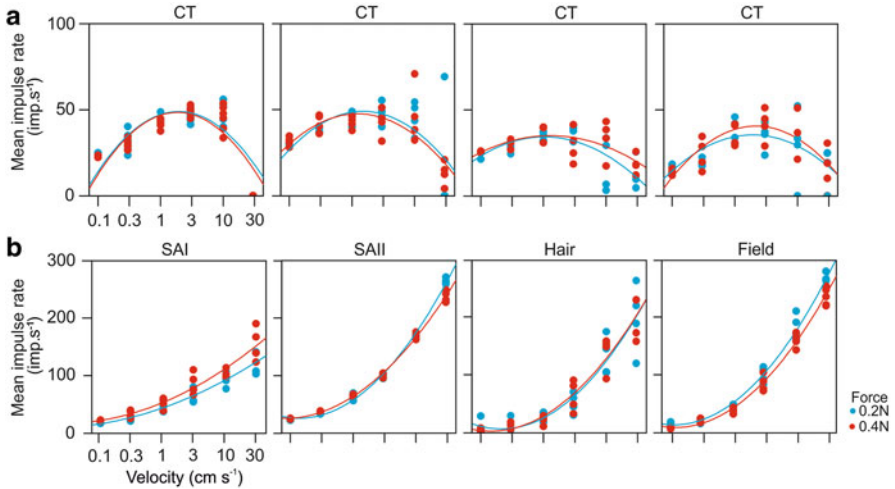 a
CT CT CT CT
Mean impulse rate
(imp.s⁻¹)
100
50
0
0.1 0.3 1 3 10 30
b
SAI SAII Hair Field
Mean impulse rate
(imp.s⁻¹)
300
200
100
0
0.1 0.3 1 3 10 30
Velocity (cm s⁻¹)
Force
0.2N
0.4N